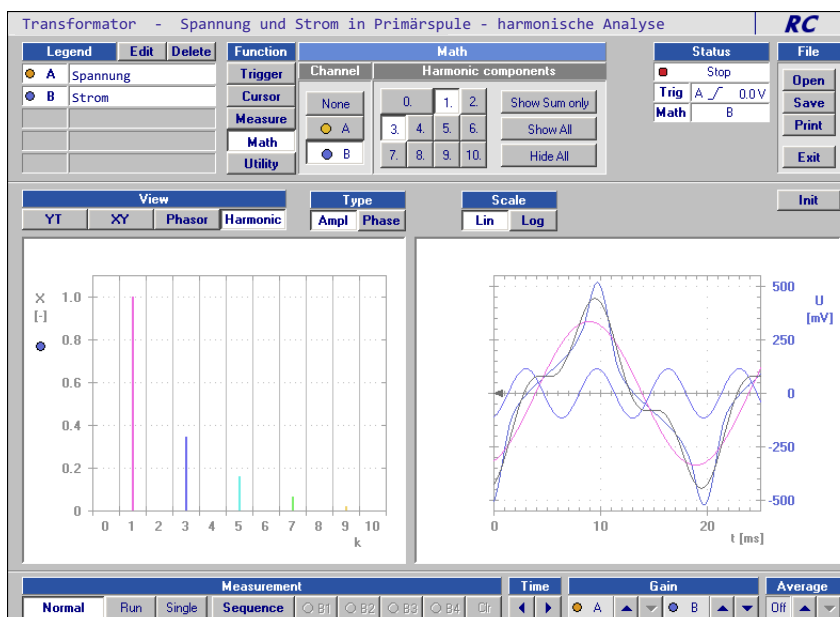 Transformator - Spannung und Strom in Primärspule - harmonische Analyse RC
Legend Edit Delete Function Math Status File
A Spannung Trigger Channel Harmonic components Stop Open
B Strom Cursor None 0. 1. 2. Show Sum only Trig A 0.0 V Save
Measure A 3. 4. 5. 6. Show All Math B Print
Math B 7. 8. 9. 10. Hide All Exit
Utility
View Type Scale Init
YT XY Phasor Harmonic Ampl Phase Lin Log
X
[-]
1.0
0.8
0.6
0.4
0.2
0
0 1 2 3 4 5 6 7 8 9 10
k
500
U
[mV]
250
0
-250
-500
0 10 20
t [ms]
Measurement Time Gain Average
Normal Run Single Sequence B1 B2 B3 B4 Clr A B Off